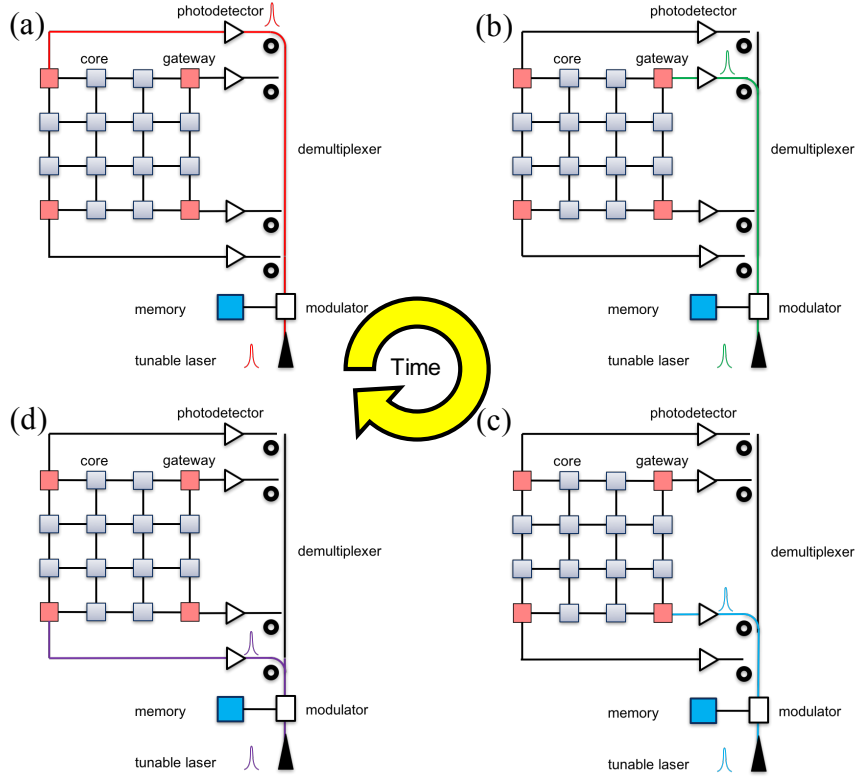 (a)
photodetector
core
gateway
demultiplexer
memory
modulator
tunable laser
(b)
photodetector
core
gateway
demultiplexer
memory
modulator
tunable laser
Time
(d)
photodetector
core
gateway
demultiplexer
memory
modulator
tunable laser
(c)
photodetector
core
gateway
demultiplexer
memory
modulator
tunable laser